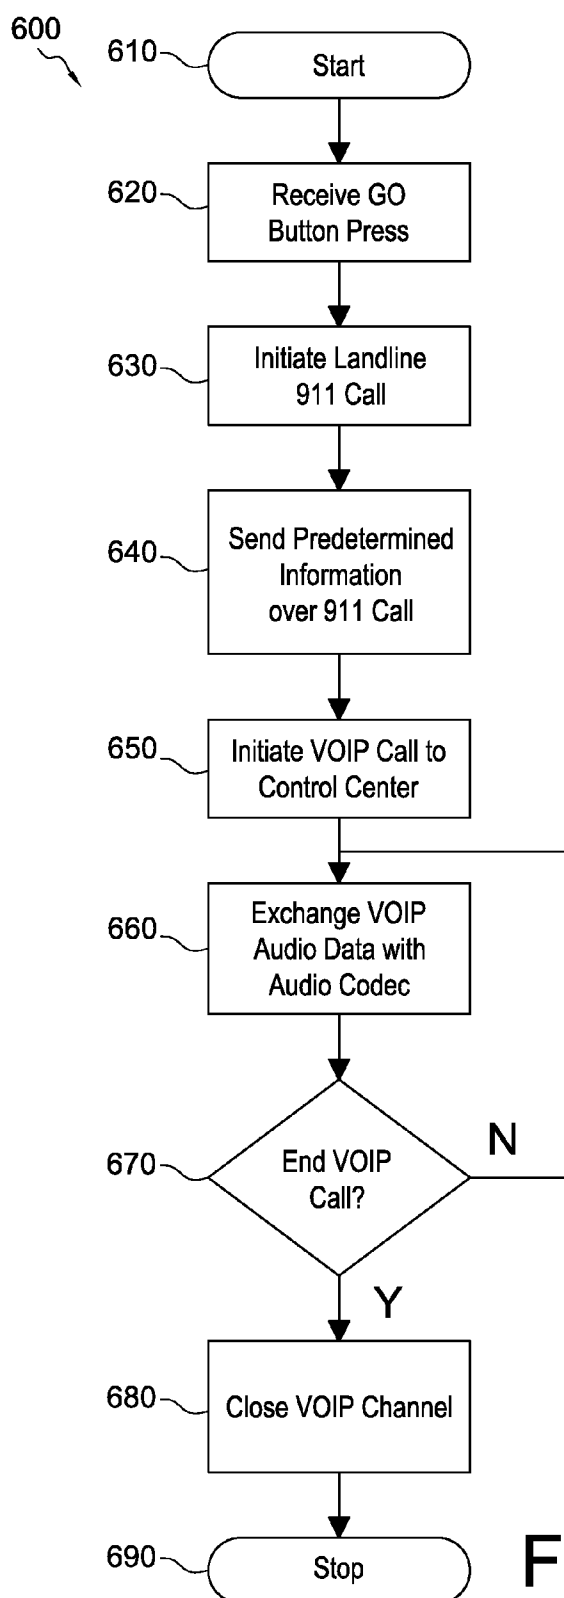 600
610
Start
620
Receive GO
Button Press
630
Initiate Landline
911 Call
640
Send Predetermined
Information
over 911 Call
650
Initiate VOIP Call to
Control Center
660
Exchange VOIP
Audio Data with
Audio Codec
670
End VOIP
Call?
N
Y
680
Close VOIP Channel
690
Stop
F